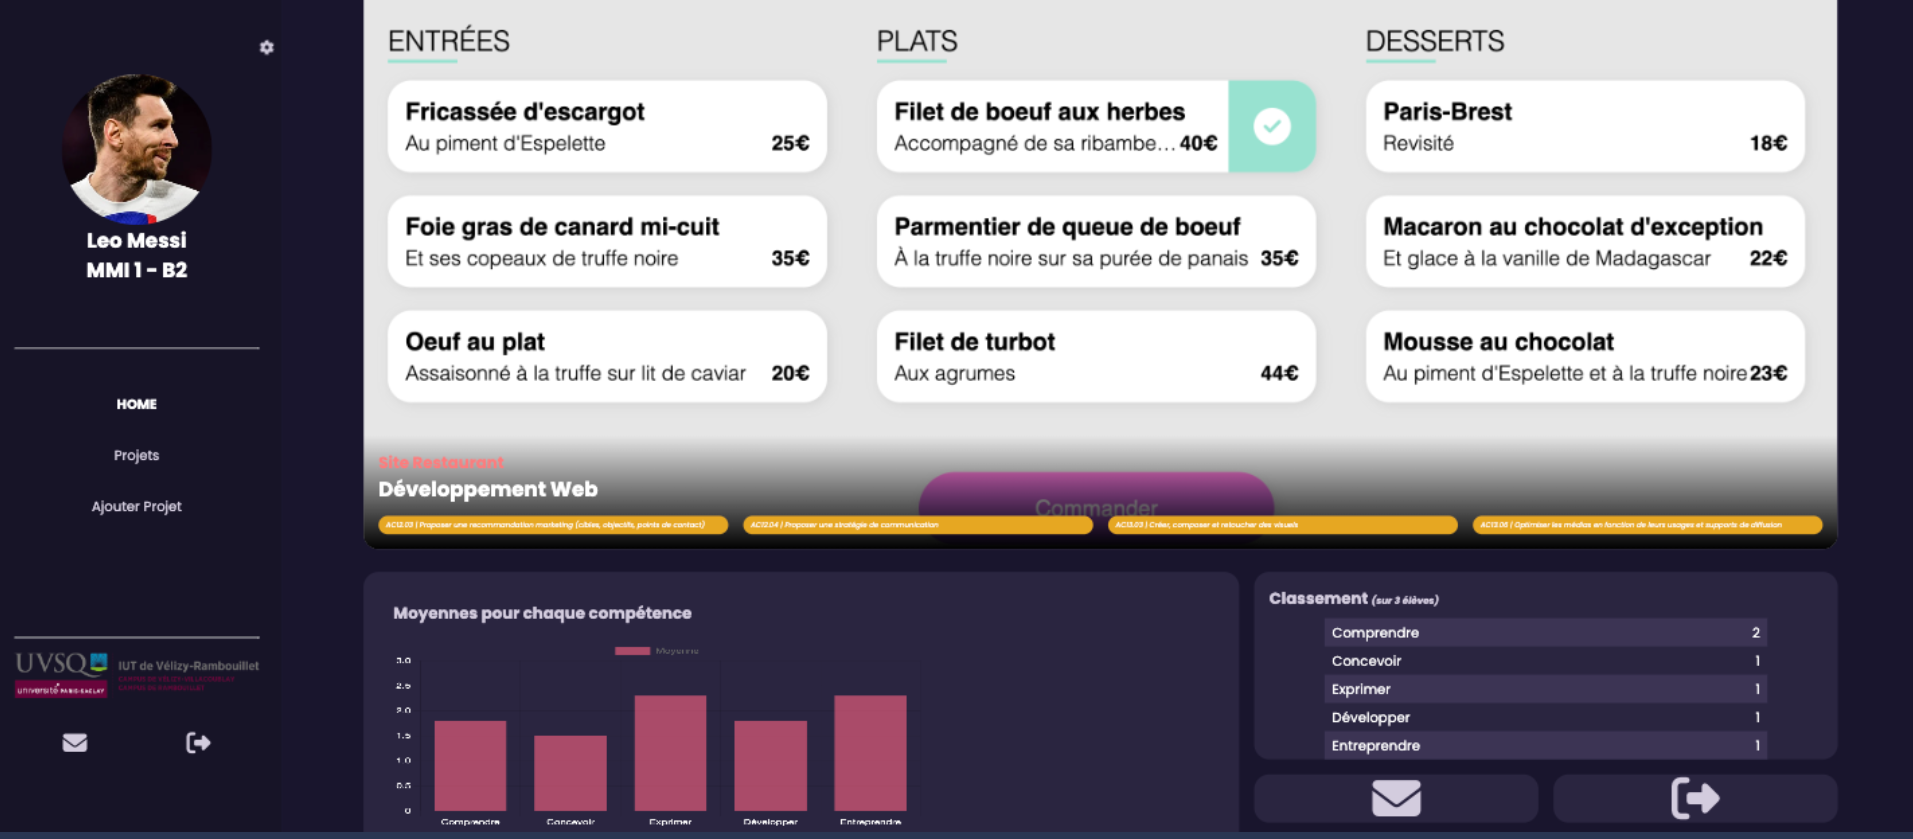 Leo Messi
MMI 1 - B2
HOME
Projets
Ajouter Projet
UVSQ
université PARIS-SACLAY
IUT de Vélizy-Rambouillet
CAMPUS DE VÉLIZY-VILLACOUBLAY
CAMPUS DE RAMBOUILLET
ENTRÉES
Fricassée d'escargot
Au piment d'Espelette 25€
Foie gras de canard mi-cuit
Et ses copeaux de truffe noire 35€
Oeuf au plat
Assaisonné à la truffe sur lit de caviar 20€
PLATS
Filet de boeuf aux herbes
Accompagné de sa ribambe... 40€
Parmentier de queue de boeuf
À la truffe noire sur sa purée de panais 35€
Filet de turbot
Aux agrumes 44€
DESSERTS
Paris-Brest
Revisité 18€
Macaron au chocolat d'exception
Et glace à la vanille de Madagascar 22€
Mousse au chocolat
Au piment d'Espelette et à la truffe noire 23€
Commander
Site Restaurant
Développement Web
AC12.03 | Proposer une recommandation marketing (cibles, objectifs, points de contact)
AC12.04 | Proposer une stratégie de communication
AC13.03 | Créer, composer et retoucher des visuels
AC13.06 | Optimiser les médias en fonction de leurs usages et supports de diffusion
Moyennes pour chaque compétence
Moyenne
3.0
2.5
2.0
1.5
1.0
0.5
0
Comprendre Concevoir Exprimer Développer Entreprendre
Classement (sur 3 élèves)
Comprendre 2
Concevoir 1
Exprimer 1
Développer 1
Entreprendre 1